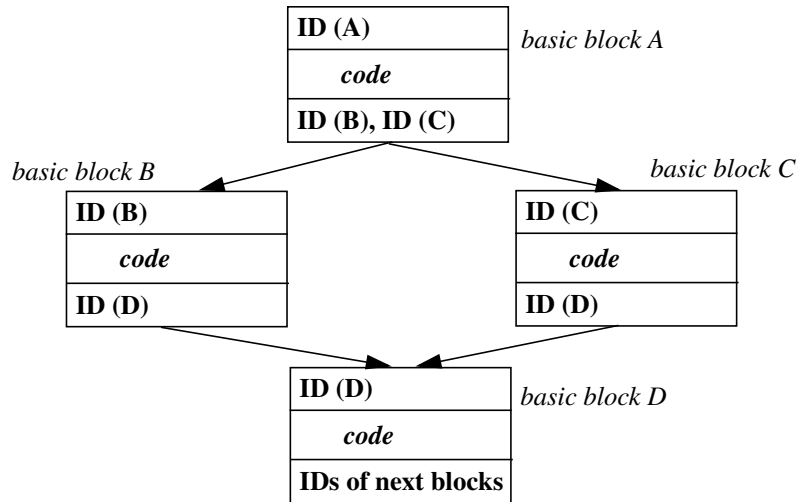 ID (A)
basic block A
code
ID (B), ID (C)
basic block B
ID (B)
code
ID (D)
basic block C
ID (C)
code
ID (D)
ID (D)
basic block D
code
IDs of next blocks